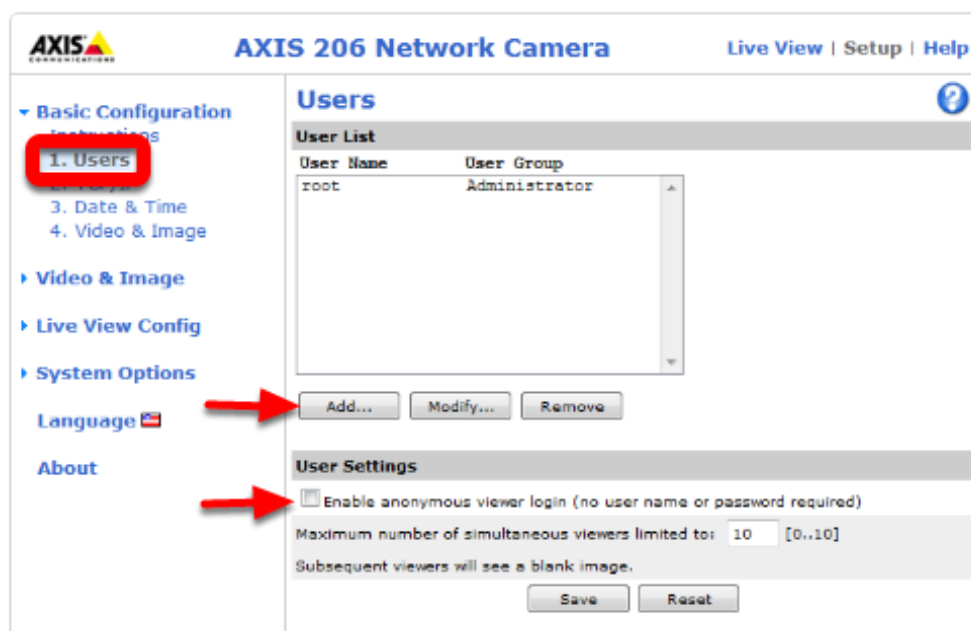 AXIS
COMMUNICATIONS
AXIS 206 Network Camera
Live View | Setup | Help
Basic Configuration
Instructions
1. Users
3. Date & Time
4. Video & Image
Video & Image
Live View Config
System Options
Language
About
Users
User List
User Name User Group
root Administrator
Add... Modify... Remove
User Settings
Enable anonymous viewer login (no user name or password required)
Maximum number of simultaneous viewers limited to: 10 [0..10]
Subsequent viewers will see a blank image.
Save Reset